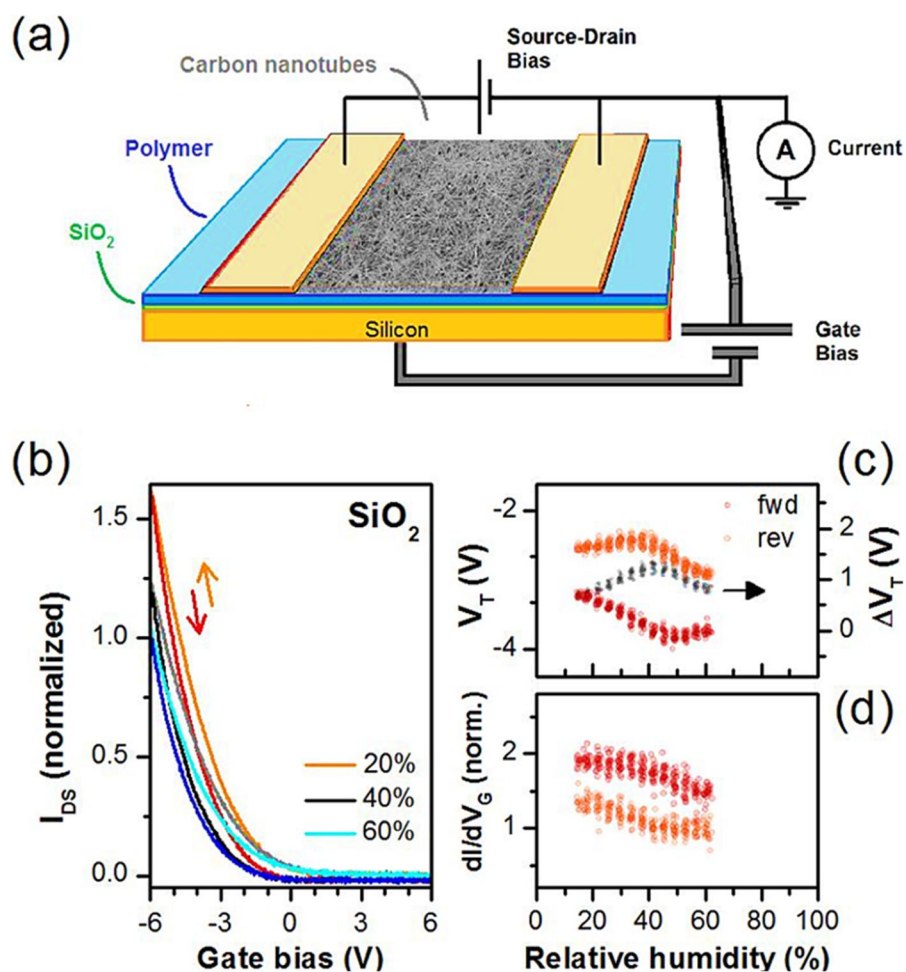 (a)
Source-Drain
Bias
Carbon nanotubes
Polymer
A
Current
SiO2
Silicon
Gate
Bias
(b)
(c)
SiO2
fwd
rev
1.5
1.0
0.5
0.0
IDS (normalized)
20%
40%
60%
-6
-3
0
3
6
Gate bias (V)
-2
-4
VT (V)
2
1
0
ΔVT (V)
(d)
2
1
dI/dVG (norm.)
0
20
40
60
80
100
Relative humidity (%)